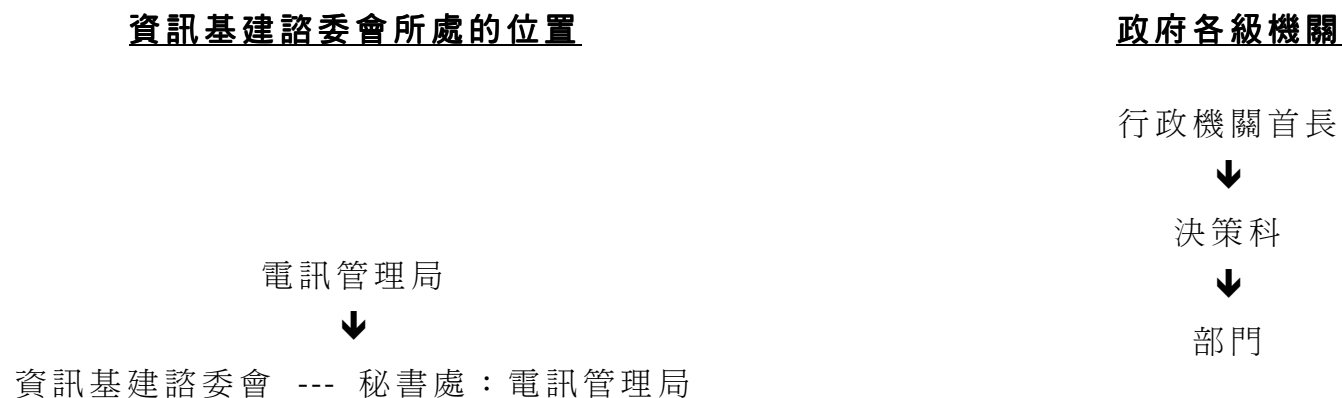 資訊基建諮委會所處的位置
政府各級機關
行政機關首長
決策科
電訊管理局
部門
資訊基建諮委會 --- 秘書處：電訊管理局